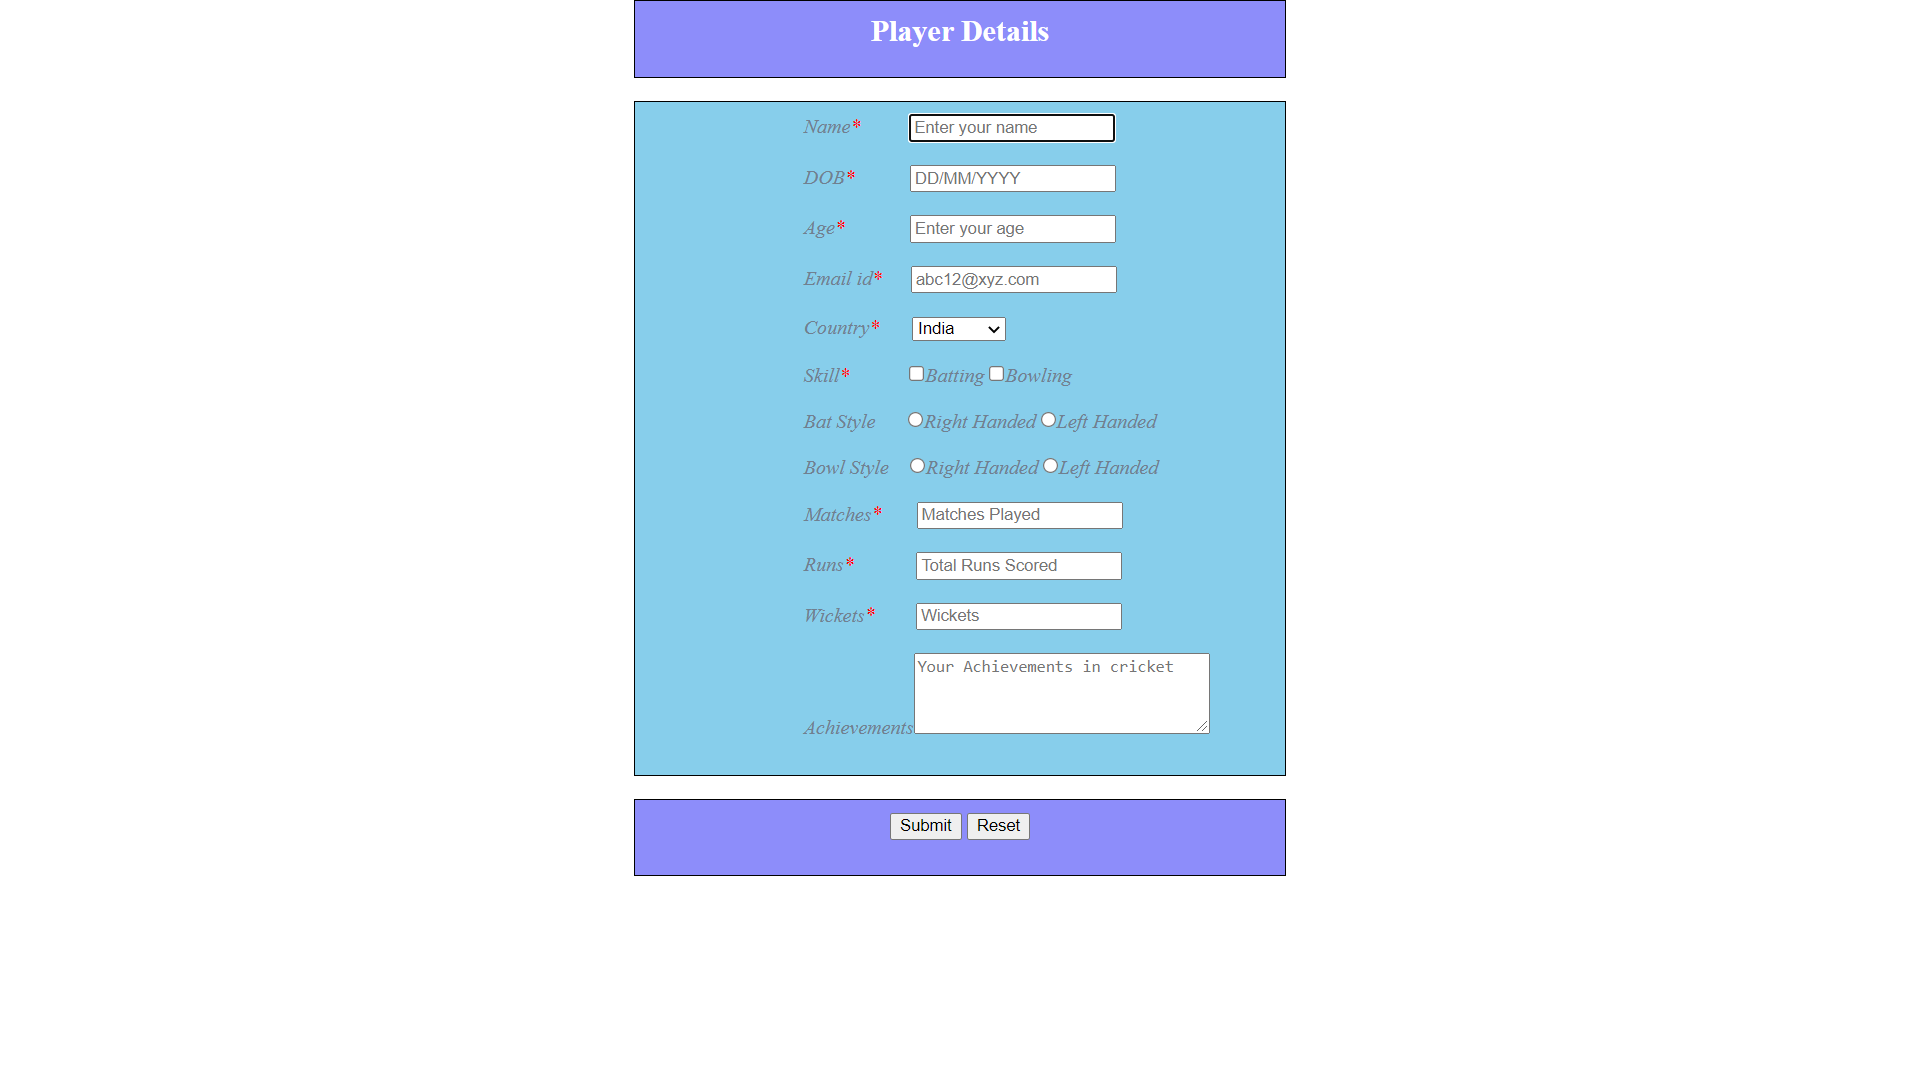 Player Details
Name* Enter your name
DOB* DD/MM/YYYY
Age* Enter your age
Email id* abc12@xyz.com
Country* India
Skill* Batting Bowling
Bat Style Right Handed Left Handed
Bowl Style Right Handed Left Handed
Matches* Matches Played
Runs* Total Runs Scored
Wickets* Wickets
Your Achievements in cricket
Achievements
Submit Reset